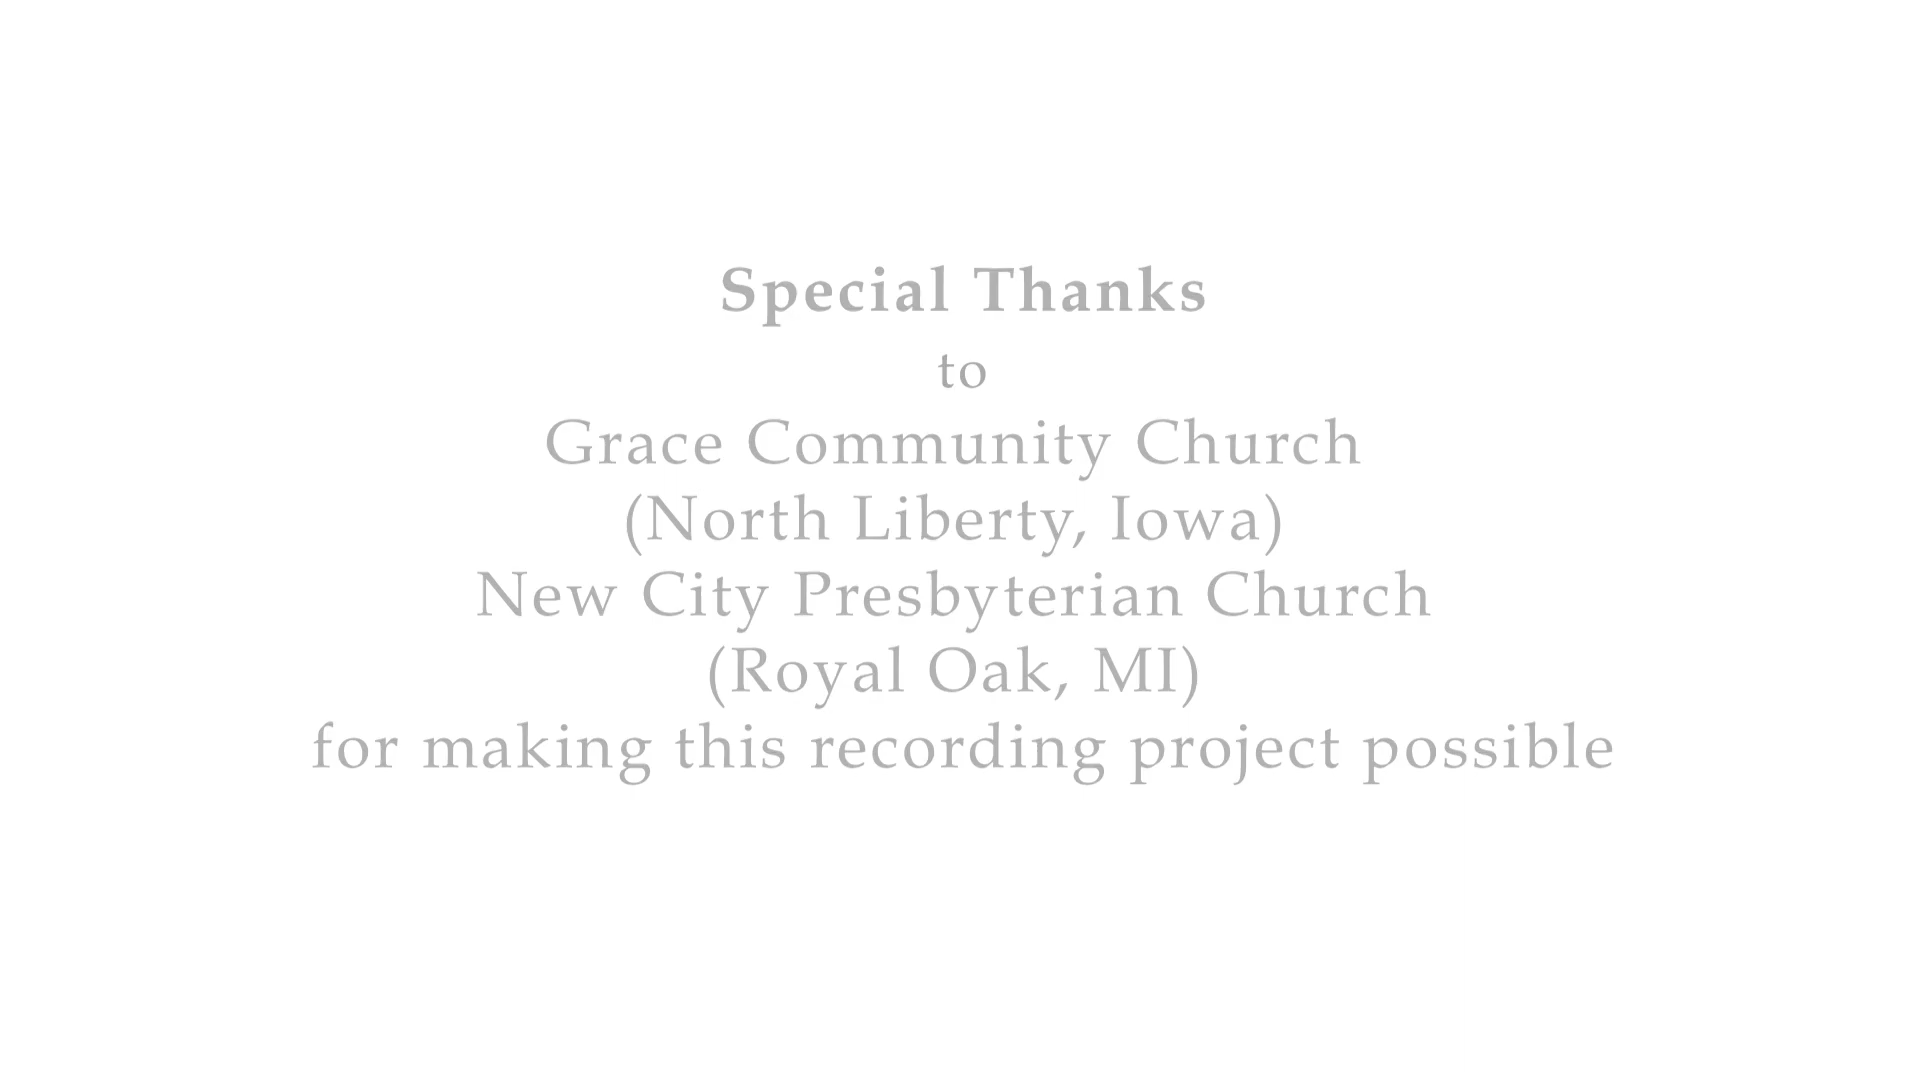 Special Thanks
to
Grace Community Church
(North Liberty, Iowa)
New City Presbyterian Church
(Royal Oak, MI)
for making this recording project possible